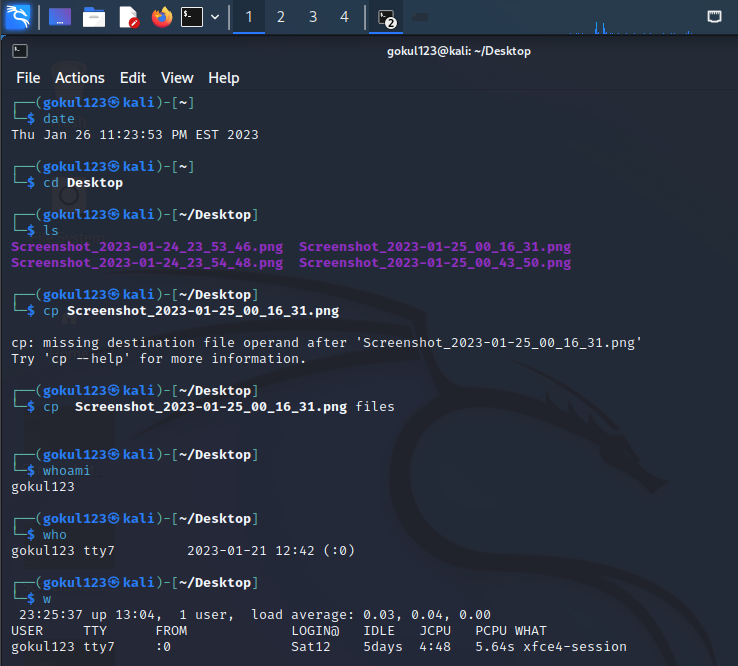 1 2 3 4 2
gokul123@kali: ~/Desktop
File Actions Edit View Help
┌──(gokul123㉿kali)-[~]
└─$ date
Thu Jan 26 11:23:53 PM EST 2023
┌──(gokul123㉿kali)-[~]
└─$ cd Desktop
┌──(gokul123㉿kali)-[~/Desktop]
└─$ ls
Screenshot_2023-01-24_23_53_46.png  Screenshot_2023-01-25_00_16_31.png
Screenshot_2023-01-24_23_54_48.png  Screenshot_2023-01-25_00_43_50.png
┌──(gokul123㉿kali)-[~/Desktop]
└─$ cp Screenshot_2023-01-25_00_16_31.png
cp: missing destination file operand after 'Screenshot_2023-01-25_00_16_31.png'
Try 'cp --help' for more information.
┌──(gokul123㉿kali)-[~/Desktop]
└─$ cp  Screenshot_2023-01-25_00_16_31.png files
┌──(gokul123㉿kali)-[~/Desktop]
└─$ whoami
gokul123
┌──(gokul123㉿kali)-[~/Desktop]
└─$ who
gokul123 tty7         2023-01-21 12:42 (:0)
┌──(gokul123㉿kali)-[~/Desktop]
└─$ w
 23:25:37 up 13:04,  1 user,  load average: 0.03, 0.04, 0.00
USER     TTY      FROM             LOGIN@   IDLE   JCPU   PCPU WHAT
gokul123 tty7     :0               Sat12    5days  4:48   5.64s xfce4-session